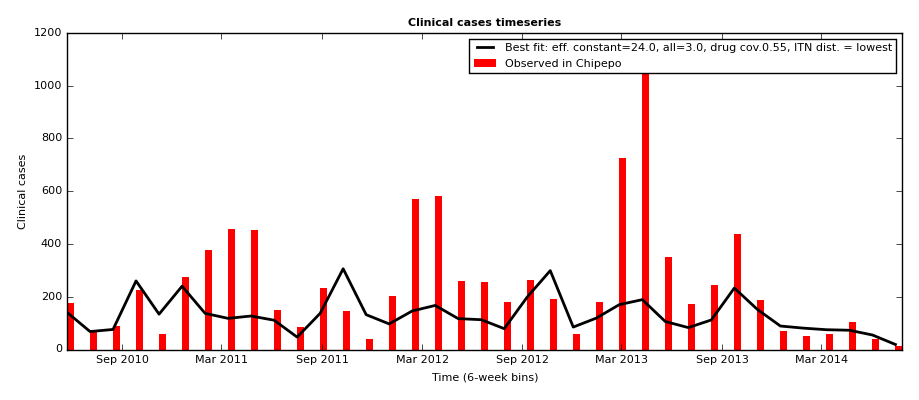 Clinical cases timeseries
Best fit: eff. constant=24.0, all=3.0, drug cov.0.55, ITN dist. = lowest
Observed in Chipepo
Clinical cases
1200
1000
800
600
400
200
0
Sep 2010 Mar 2011 Sep 2011 Mar 2012 Sep 2012 Mar 2013 Sep 2013 Mar 2014
Time (6-week bins)